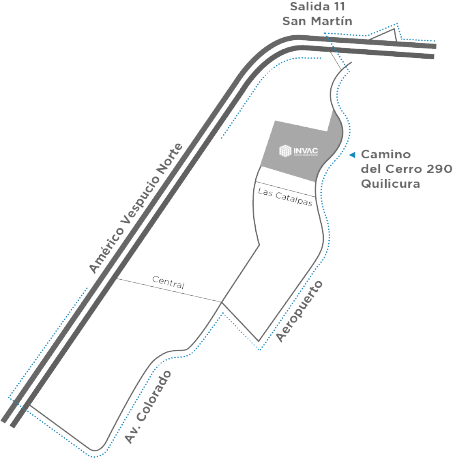 Salida 11
San Martín
INVAC
Camino
del Cerro 290
Quilicura
Las Catalpas
Américo Vespucio Norte
Central
Aeropuerto
Av. Colorado